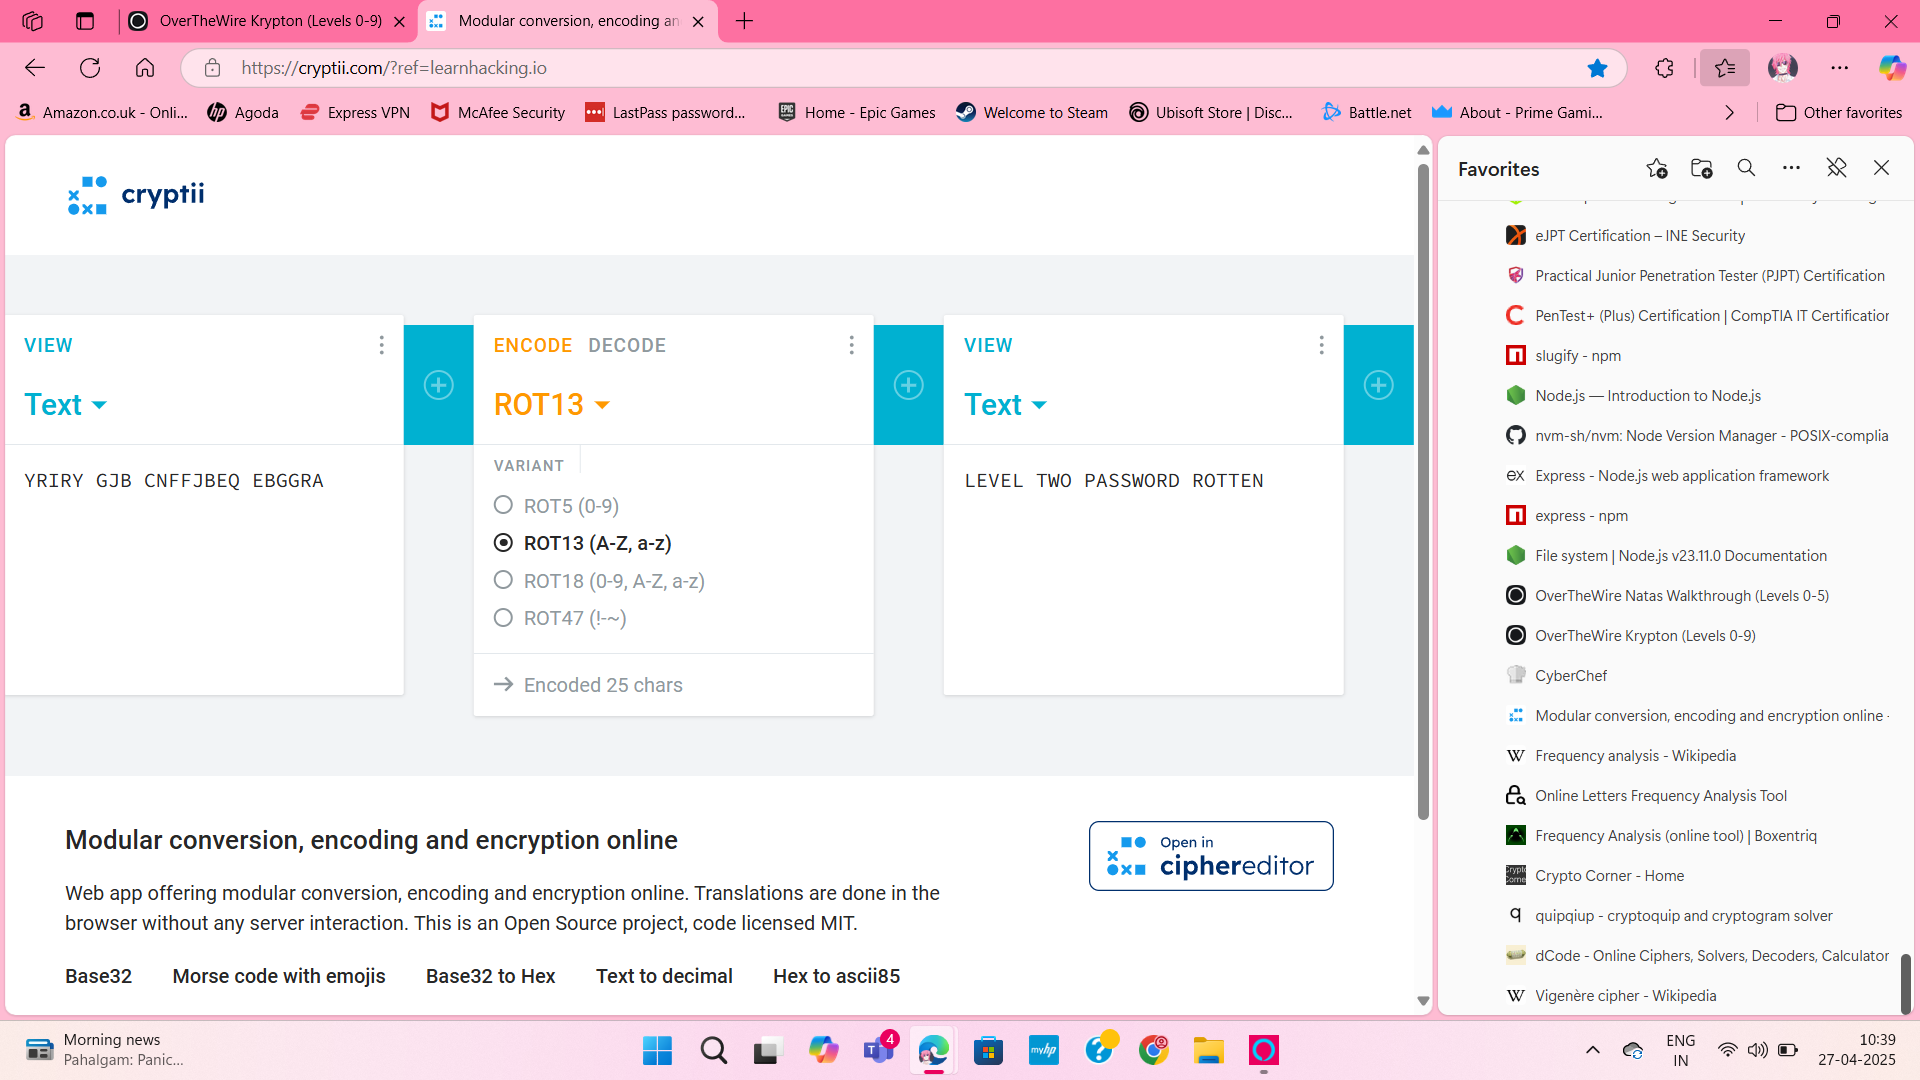 OverTheWire Krypton (Levels 0-9)
Modular conversion, encoding an
https://cryptii.com/?ref=learnhacking.io
Amazon.co.uk - Onli...
Agoda
Express VPN
McAfee Security
LastPass password...
Home - Epic Games
Welcome to Steam
Ubisoft Store | Disc...
Battle.net
About - Prime Gami...
Other favorites
cryptii
VIEW
Text
YRIRY GJB CNFFJBEQ EBGGRA
ENCODE DECODE
ROT13
VARIANT
ROT5 (0-9)
ROT13 (A-Z, a-z)
ROT18 (0-9, A-Z, a-z)
ROT47 (!-~)
Encoded 25 chars
VIEW
Text
LEVEL TWO PASSWORD ROTTEN
Modular conversion, encoding and encryption online
Web app offering modular conversion, encoding and encryption online. Translations are done in the
browser without any server interaction. This is an Open Source project, code licensed MIT.
Base32
Morse code with emojis
Base32 to Hex
Text to decimal
Hex to ascii85
Open in
ciphereditor
Favorites
eJPT Certification – INE Security
Practical Junior Penetration Tester (PJPT) Certification
PenTest+ (Plus) Certification | CompTIA IT Certification
slugify - npm
Node.js — Introduction to Node.js
nvm-sh/nvm: Node Version Manager - POSIX-complia
ex Express - Node.js web application framework
express - npm
File system | Node.js v23.11.0 Documentation
OverTheWire Natas Walkthrough (Levels 0-5)
OverTheWire Krypton (Levels 0-9)
CyberChef
Modular conversion, encoding and encryption online -
W Frequency analysis - Wikipedia
Online Letters Frequency Analysis Tool
Frequency Analysis (online tool) | Boxentriq
Crypto Corner - Home
q quipqiup - cryptoquip and cryptogram solver
dCode - Online Ciphers, Solvers, Decoders, Calculator
W Vigenère cipher - Wikipedia
Morning news
Pahalgam: Panic...
4
myhp
ENG
IN
10:39
27-04-2025